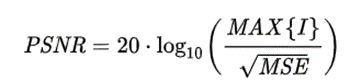 PSNR = 20 · log₁₀ ( MAX{I} / √MSE )